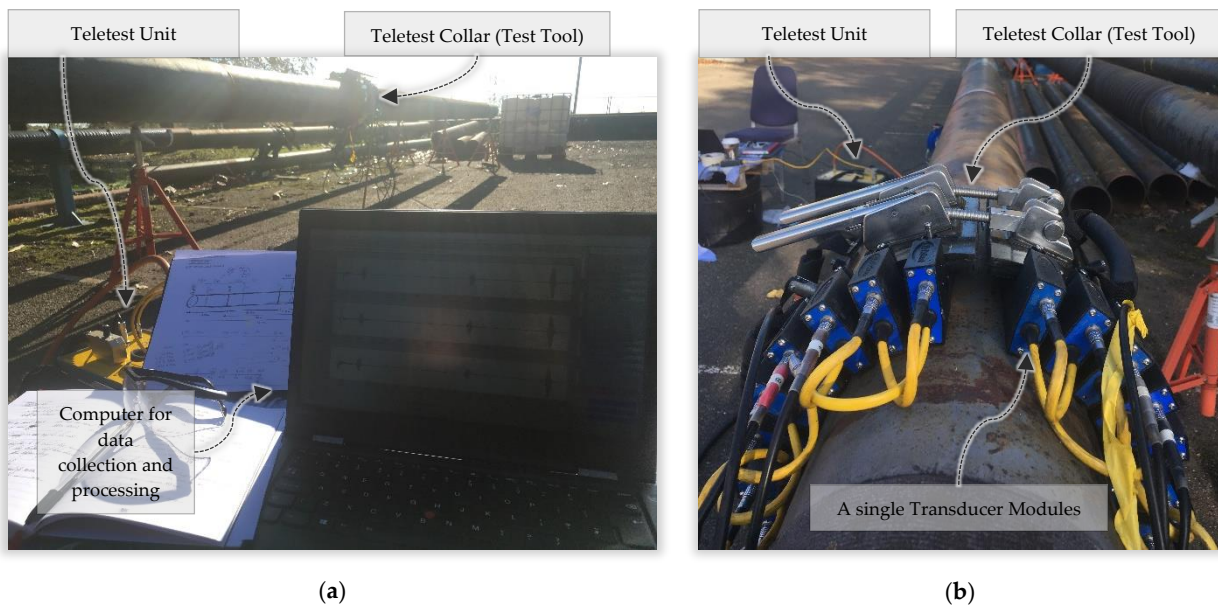 Teletest Unit
Teletest Collar (Test Tool)
Computer for
data
collection and
processing
(a)
Teletest Unit
Teletest Collar (Test Tool)
A single Transducer Modules
(b)